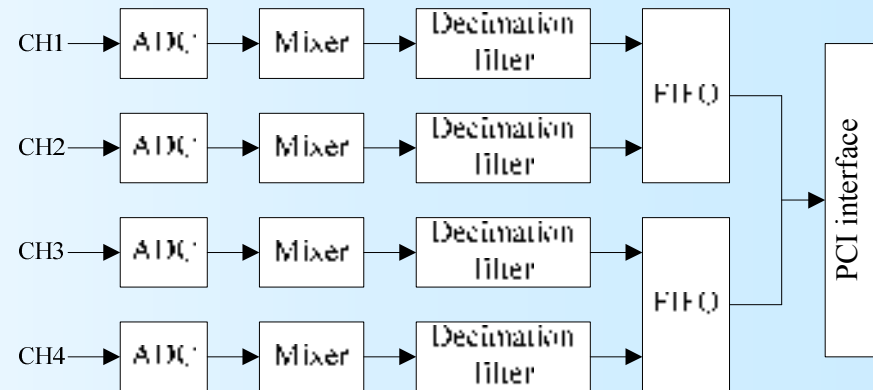 CH1
ADC
Mixer
Decimation
filter
CH2
ADC
Mixer
Decimation
filter
FIFO
CH3
ADC
Mixer
Decimation
filter
CH4
ADC
Mixer
Decimation
filter
FIFO
PCI interface